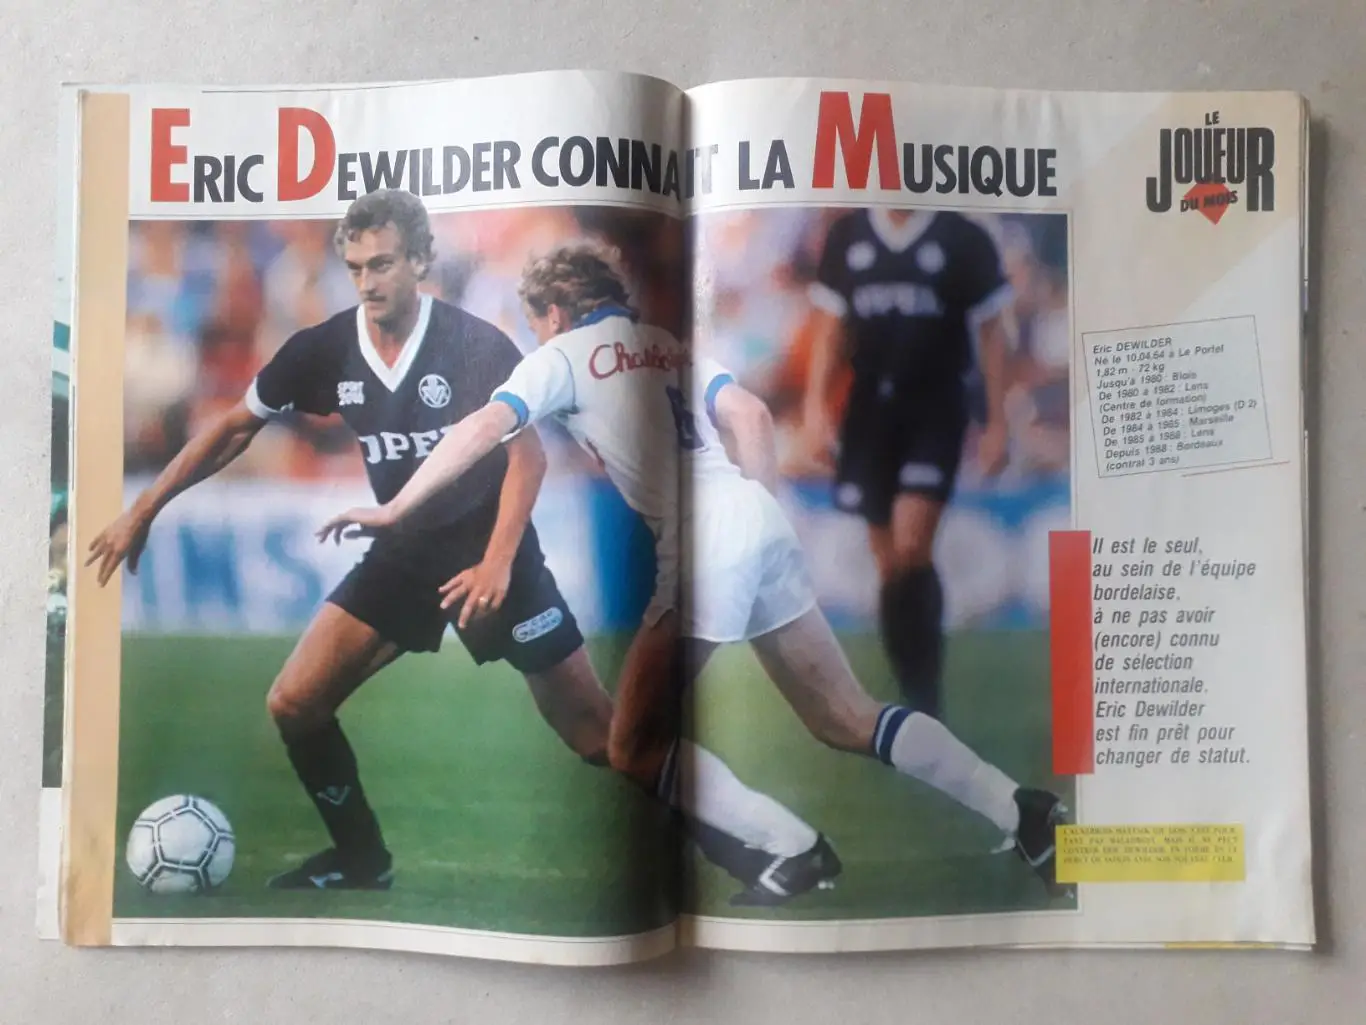 ERIC DEWILDER CONNAIT LA MUSIQUE
LE
JOUEUR
DU MOIS
SPORT
2000
OPEL
Eric DEWILDER
Né le 10.04.64 à Le Portel
1,82 m - 72 kg
Jusqu'à 1980 : Blois
De 1980 à 1982 : Lens
(Centre de formation)
De 1982 à 1984 : Limoges (D 2)
De 1984 à 1985 : Marseille
De 1985 à 1988 : Lens
Depuis 1988 : Bordeaux
(contrat 3 ans)
Il est le seul,
au sein de l'équipe
bordelaise,
à ne pas avoir
(encore) connu
de sélection
internationale.
Eric Dewilder
est fin prêt pour
changer de statut.